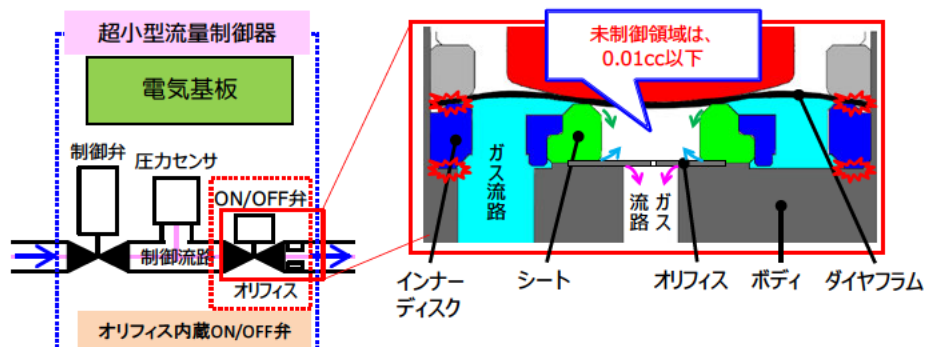 超小型流量制御器
電気基板
制御弁
圧力センサ
ON/OFF弁
制御流路
オリフィス
オリフィス内蔵ON/OFF弁
未制御領域は、
0.01cc以下
ガス流路
ガス
流路
インナー
ディスク
シート
オリフィス
ボディ
ダイヤフラム